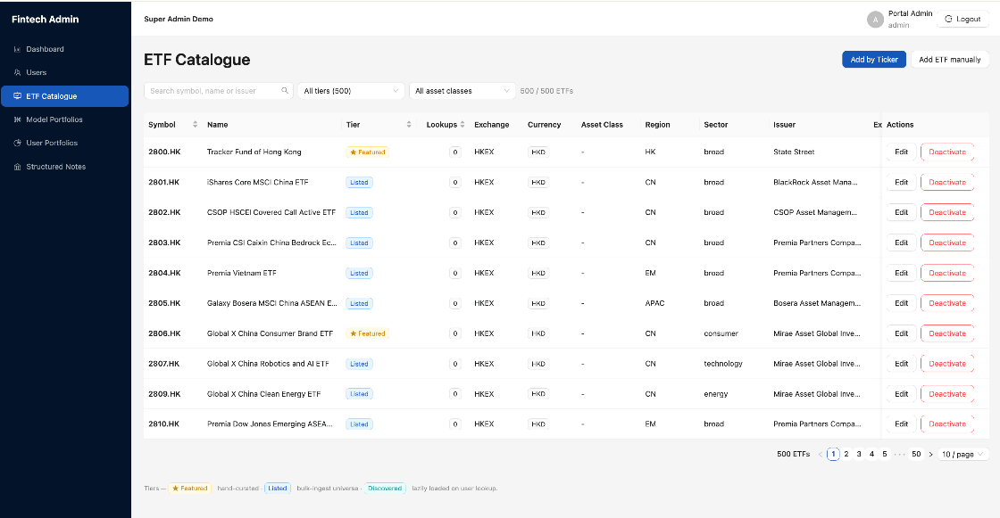 Fintech Admin
Dashboard
Users
ETF Catalogue
Model Portfolios
User Portfolios
Structured Notes
Super Admin Demo
A Portal Admin
admin
Logout
ETF Catalogue
Add by Ticker Add ETF manually
Search symbol, name or issuer All tiers (500) All asset classes 500 / 500 ETFs
Symbol Name Tier Lookups Exchange Currency Asset Class Region Sector Issuer Ex Actions
2800.HK Tracker Fund of Hong Kong ★ Featured 0 HKEX HKD - HK broad State Street Edit Deactivate
2801.HK iShares Core MSCI China ETF Listed 0 HKEX HKD - CN broad BlackRock Asset Mana... Edit Deactivate
2802.HK CSOP HSCEI Covered Call Active ETF Listed 0 HKEX HKD - CN broad CSOP Asset Managem... Edit Deactivate
2803.HK Premia CSI Caixin China Bedrock Ec... Listed 0 HKEX HKD - CN broad Premia Partners Compa... Edit Deactivate
2804.HK Premia Vietnam ETF Listed 0 HKEX HKD - EM broad Premia Partners Compa... Edit Deactivate
2805.HK Galaxy Bosera MSCI China ASEAN E... Listed 0 HKEX HKD - APAC broad Bosera Asset Managem... Edit Deactivate
2806.HK Global X China Consumer Brand ETF ★ Featured 0 HKEX HKD - CN consumer Mirae Asset Global Inve... Edit Deactivate
2807.HK Global X China Robotics and AI ETF Listed 0 HKEX HKD - CN technology Mirae Asset Global Inve... Edit Deactivate
2809.HK Global X China Clean Energy ETF Listed 0 HKEX HKD - CN energy Mirae Asset Global Inve... Edit Deactivate
2810.HK Premia Dow Jones Emerging ASEA... Listed 0 HKEX HKD - EM broad Premia Partners Compa... Edit Deactivate
500 ETFs < 1 2 3 4 5 ··· 50 > 10 / page
Tiers — ★ Featured hand-curated · Listed bulk-ingest universe · Discovered lazily loaded on user lookup.